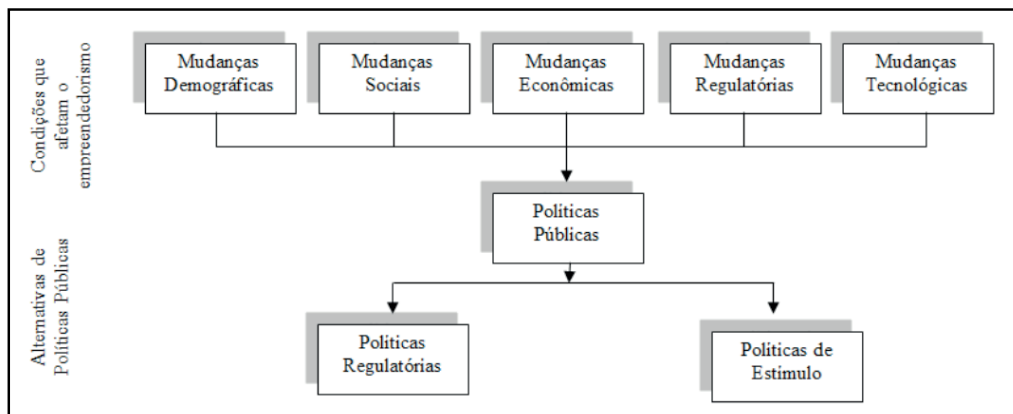 Condições que
afetam o
empreendedorismo
Mudanças
Demográficas
Mudanças
Sociais
Mudanças
Econômicas
Mudanças
Regulatórias
Mudanças
Tecnológicas
Políticas
Públicas
Alternativas de
Políticas Públicas
Políticas
Regulatórias
Políticas de
Estímulo